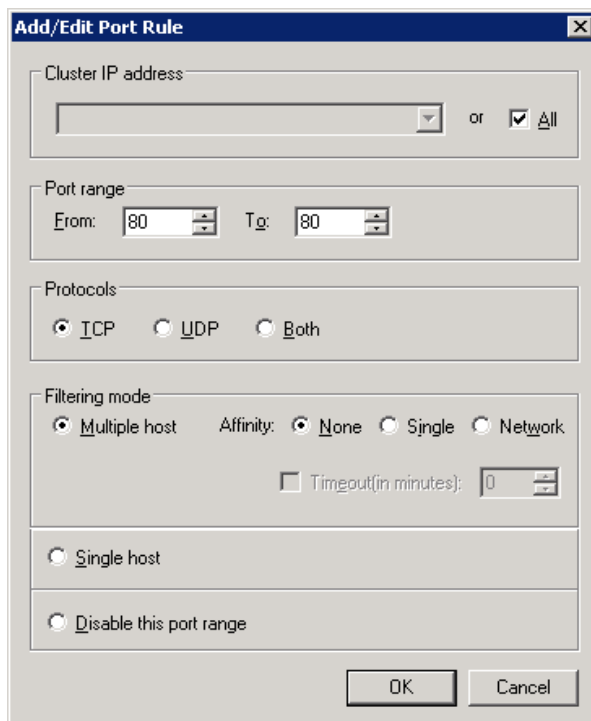 Add/Edit Port Rule
Cluster IP address
or All
Port range
From: 80 To: 80
Protocols
TCP UDP Both
Filtering mode
Multiple host Affinity: None Single Network
Timeout(in minutes): 0
Single host
Disable this port range
OK Cancel